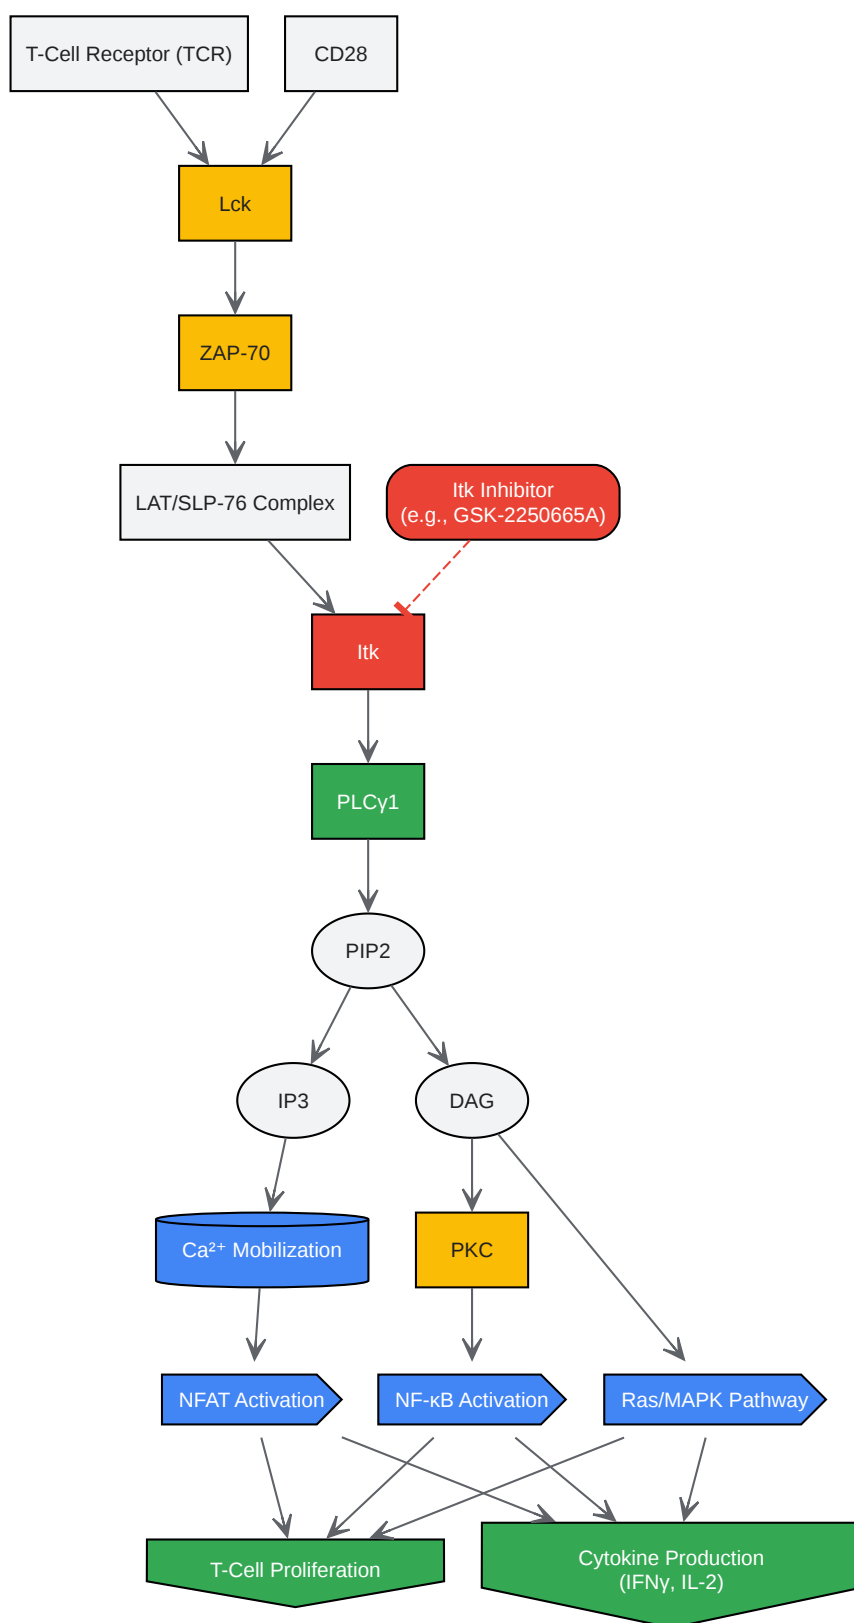 T-Cell Receptor (TCR)
CD28
Lck
ZAP-70
LAT/SLP-76 Complex
Itk Inhibitor
(e.g., GSK-2250665A)
Itk
PLCγ1
PIP2
IP3
DAG
Ca²⁺ Mobilization
PKC
NFAT Activation
NF-κB Activation
Ras/MAPK Pathway
T-Cell Proliferation
Cytokine Production
(IFNγ, IL-2)